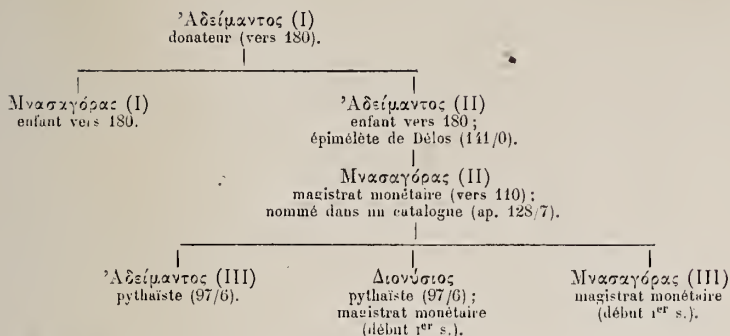 Ἀδείμαντος (I)
donateur (vers 180).
Μνασαγόρας (I)
enfant vers 180.
Ἀδείμαντος (II)
enfant vers 180 ;
épimélète de Délos (141/0).
Μνασαγόρας (II)
magistrat monétaire (vers 110) ;
nommé dans un catalogue (ap. 128/7).
Ἀδείμαντος (III)
pythaïste (97/6).
Διονύσιος
pythaïste (97/6) ;
magistrat monétaire
(début Iᵉʳ s.).
Μνασαγόρας (III)
magistrat monétaire
(début Iᵉʳ s.).